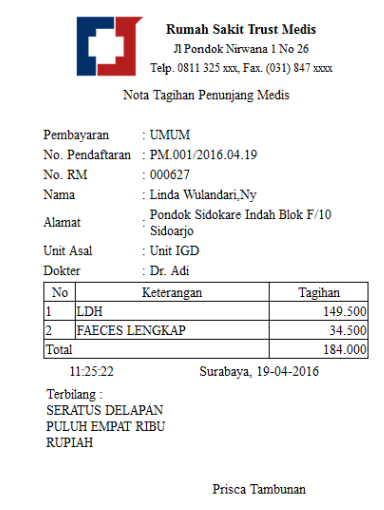 Rumah Sakit Trust Medis
Jl Pondok Nirwana 1 No 26
Telp. 0811 325 xxx, Fax. (031) 847 xxxx
Nota Tagihan Penunjang Medis
Pembayaran : UMUM
No. Pendaftaran : PM.001/2016.04.19
No. RM : 000627
Nama : Linda Wulandari,Ny
Alamat : Pondok Sidokare Indah Blok F/10
Sidoarjo
Unit Asal : Unit IGD
Dokter : Dr. Adi
No Keterangan Tagihan
1 LDH 149.500
2 FAECES LENGKAP 34.500
Total 184.000
11:25:22 Surabaya, 19-04-2016
Terbilang :
SERATUS DELAPAN
PULUH EMPAT RIBU
RUPIAH
Prisca Tambunan